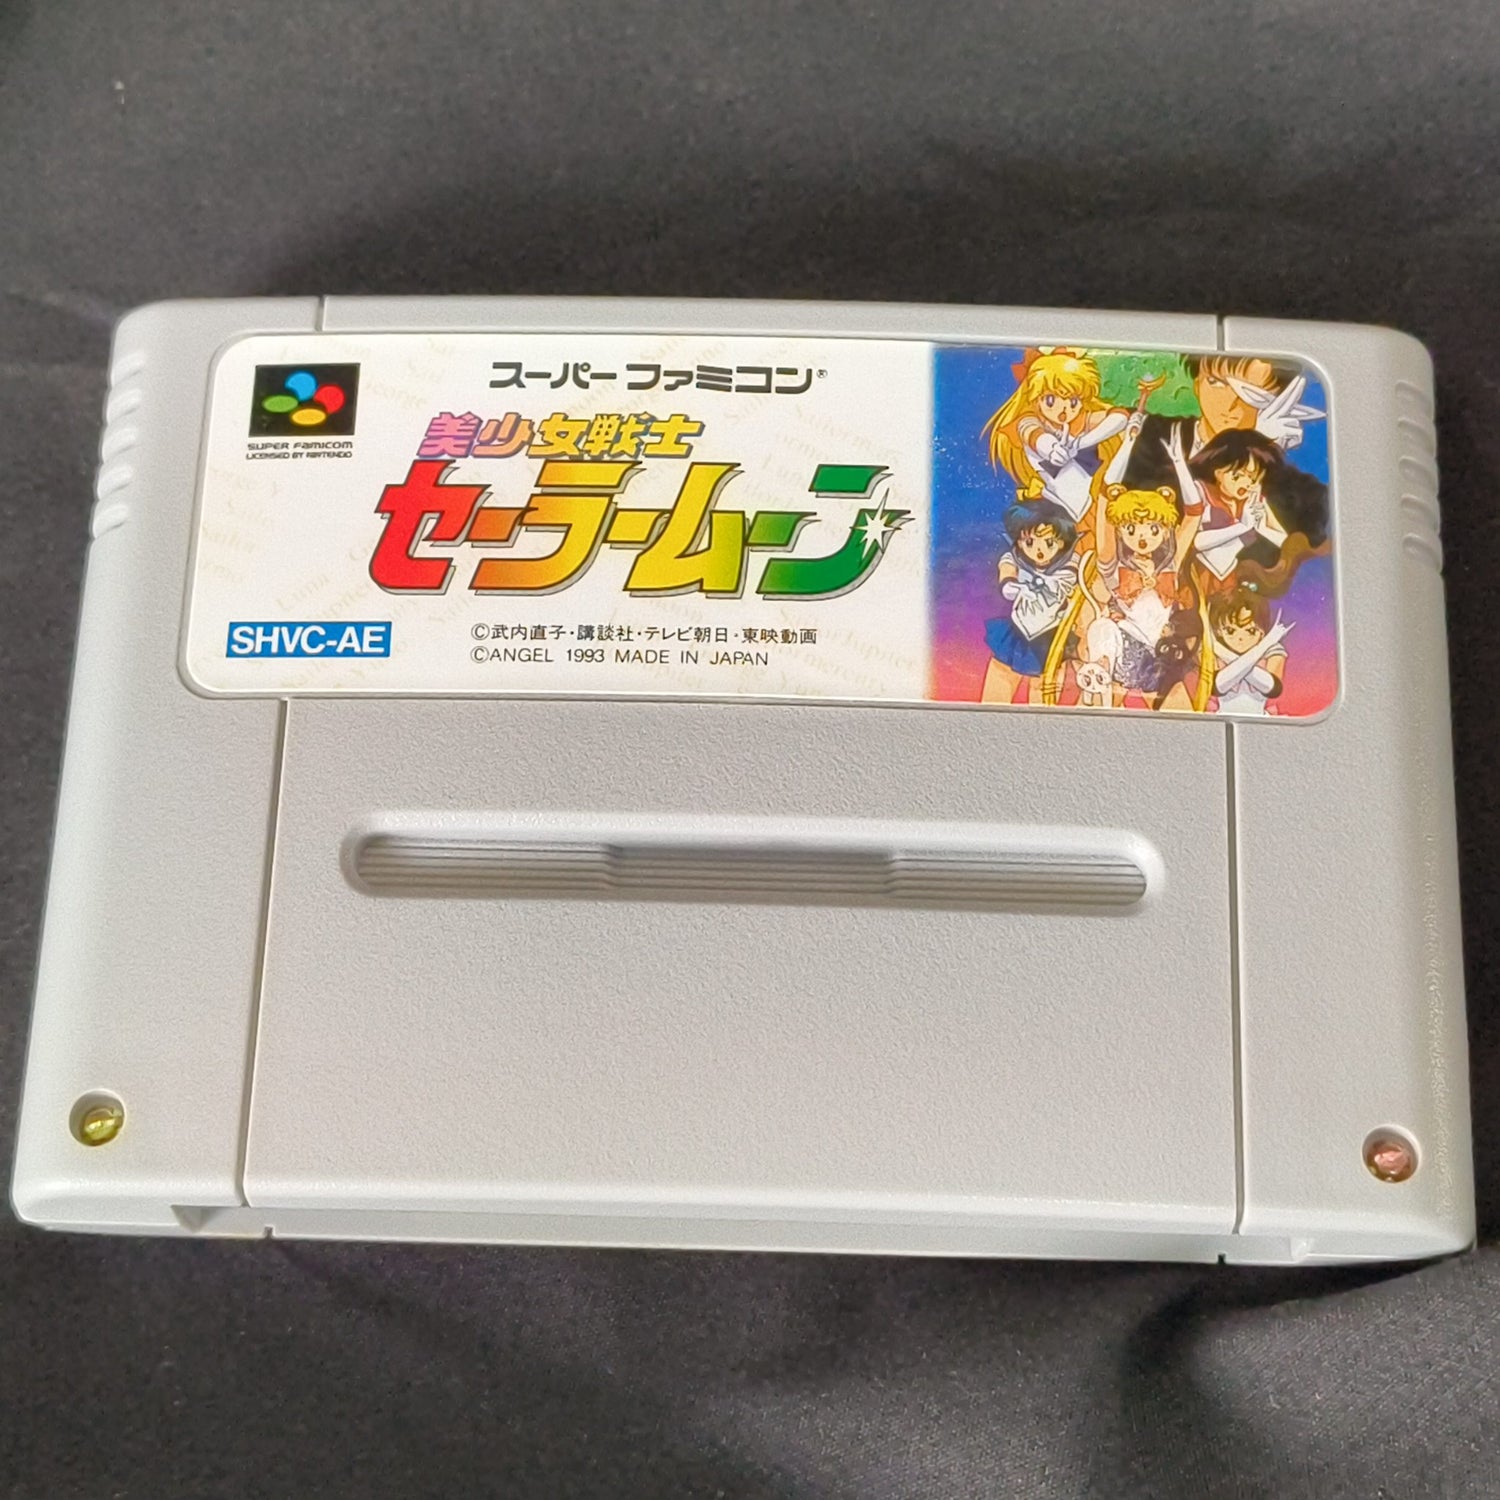 スーパーファミコン®
SUPER FAMICOM
LICENSED BY NINTENDO
美少女戦士
セーラームーン
SHVC-AE
©武内直子・講談社・テレビ朝日・東映動画
©ANGEL 1993 MADE IN JAPAN